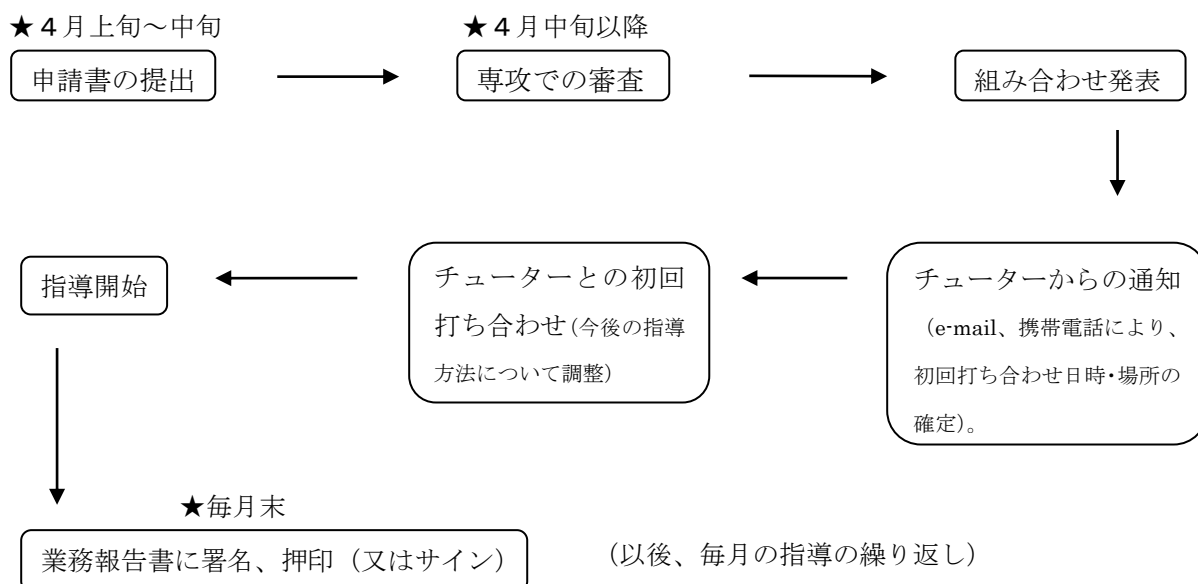 ★４月上旬～中旬
★４月中旬以降
申請書の提出
専攻での審査
組み合わせ発表
チューターからの通知
（e-mail、携帯電話により、
初回打ち合わせ日時・場所の
確定）。
チューターとの初回
打ち合わせ（今後の指導
方法について調整）
指導開始
★毎月末
業務報告書に署名、押印（又はサイン）
（以後、毎月の指導の繰り返し）